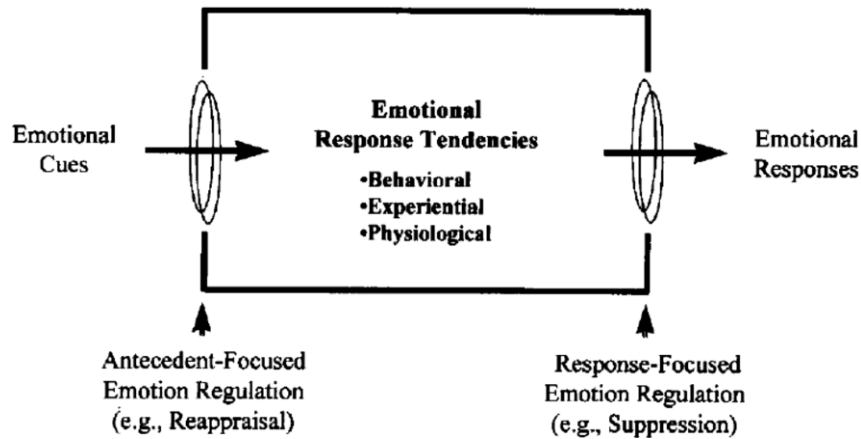 Emotional
Cues
Emotional
Response Tendencies
•Behavioral
•Experiential
•Physiological
Emotional
Responses
Antecedent-Focused
Emotion Regulation
(e.g., Reappraisal)
Response-Focused
Emotion Regulation
(e.g., Suppression)